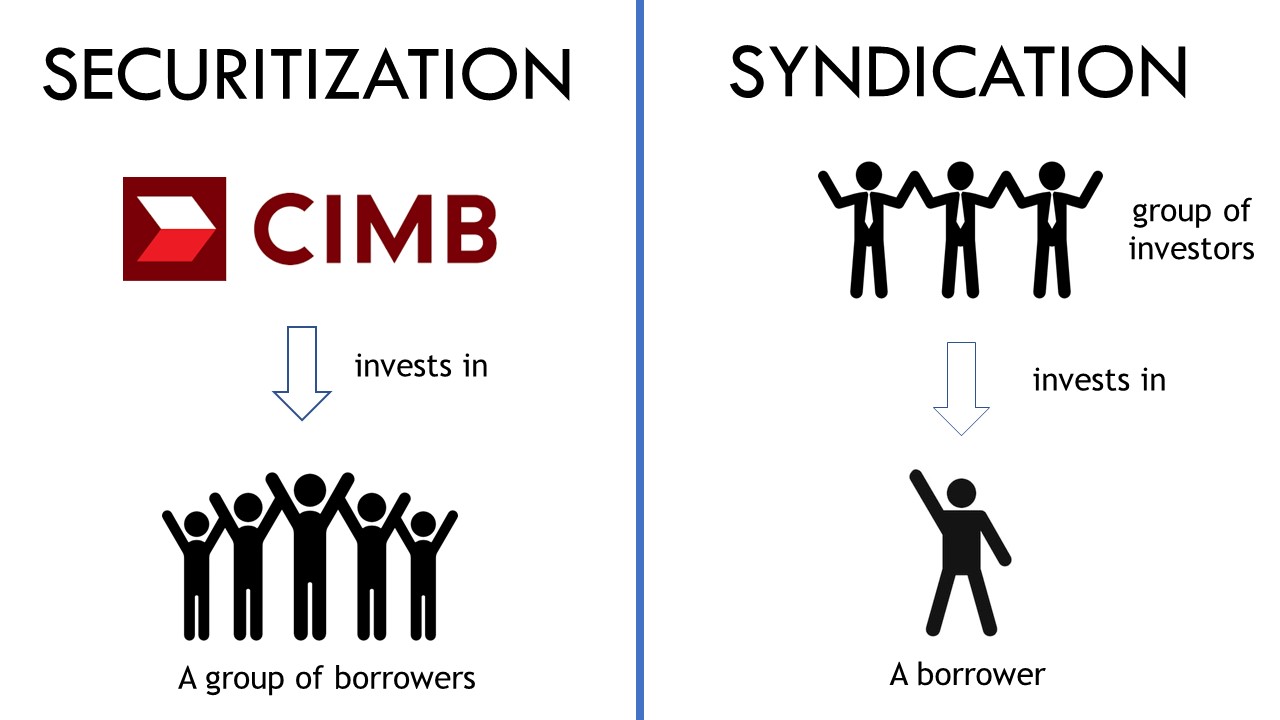 SECURITIZATION
CIMB
invests in
A group of borrowers
SYNDICATION
group of
investors
invests in
A borrower